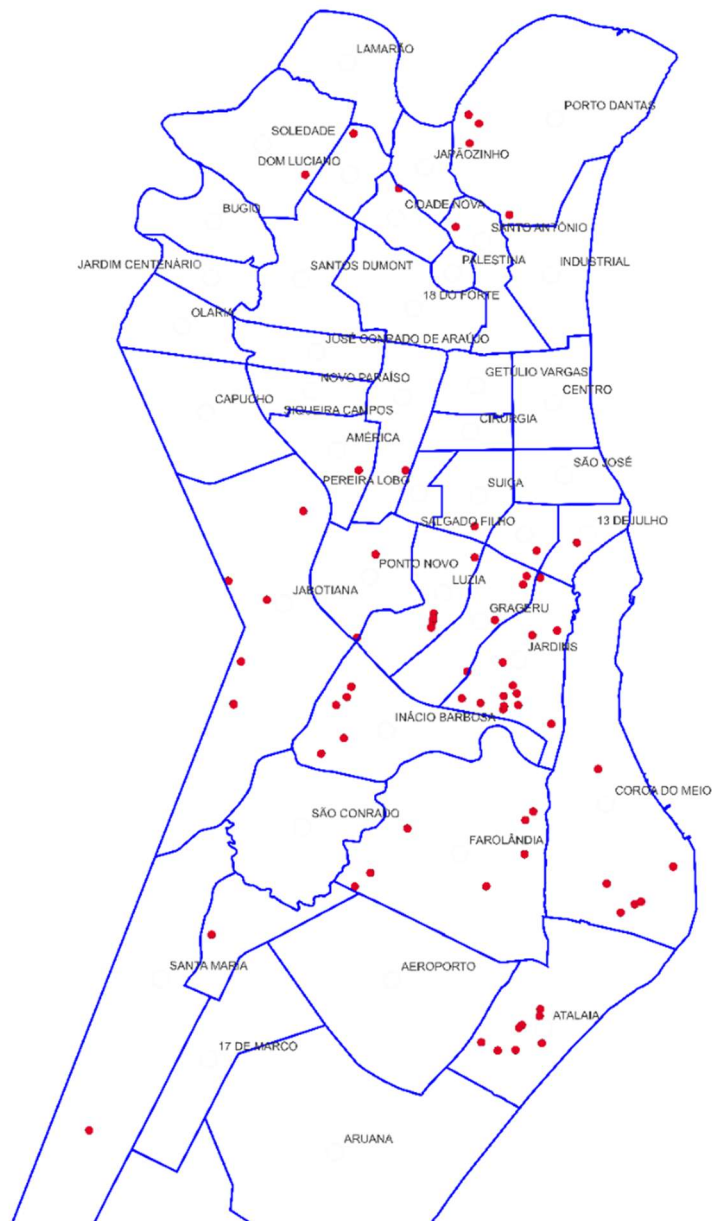 LAMARÃO
PORTO DANTAS
SOLEDADE
JAPÃOZINHO
DOM LUCIANO
CIDADE NOVA
BUGIO
SANTO ANTÔNIO
PALESTINA
INDUSTRIAL
JARDIM CENTENÁRIO
SANTOS DUMONT
18 DO FORTE
OLARIA
JOSÉ CONRADO DE ARAÚJO
GETÚLIO VARGAS
NOVO PARAÍSO
CENTRO
CAPUCHO
SIQUEIRA CAMPOS
CIRURGIA
AMÉRICA
SÃO JOSÉ
PEREIRA LOBO
SUIÇA
SALGADO FILHO
13 DE JULHO
PONTO NOVO
LUZIA
JABOTIANA
GRAGERU
JARDINS
INÁCIO BARBOSA
COROA DO MEIO
SÃO CONRADO
FAROLÂNDIA
SANTA MARIA
AEROPORTO
ATALAIA
17 DE MARCO
ARUANA